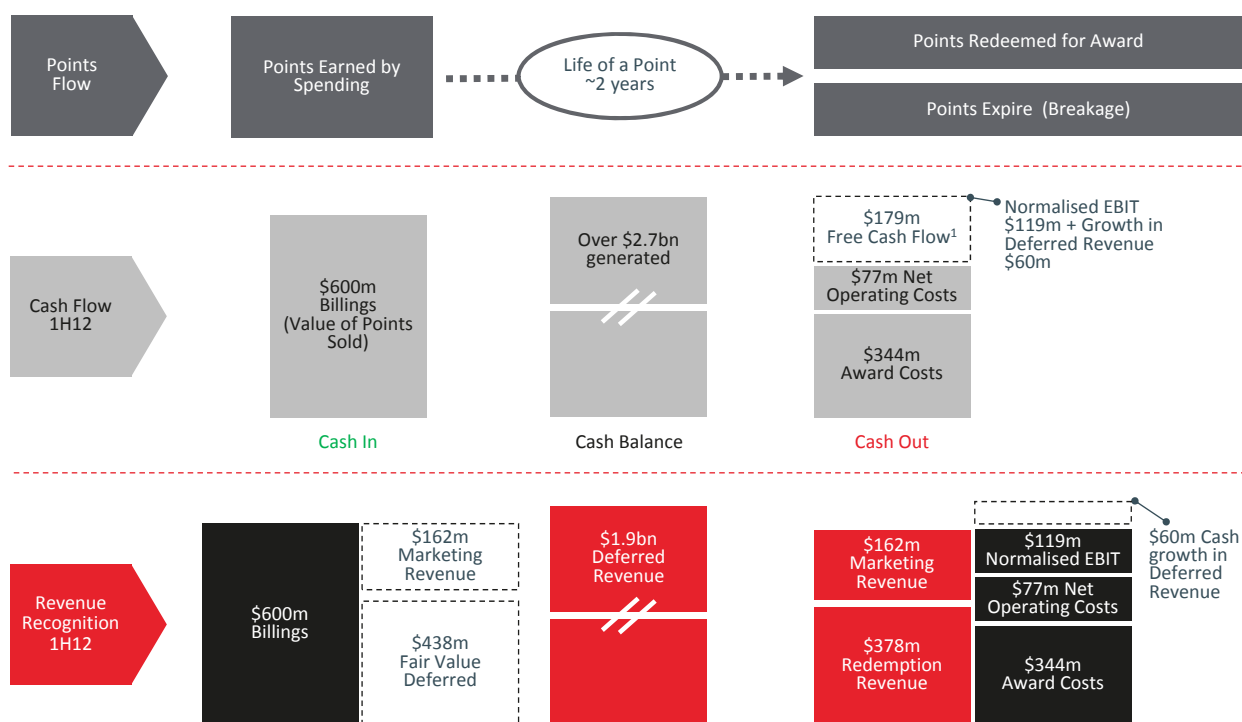 Points
Flow
Points Earned by
Spending
Life of a Point
~2 years
Points Redeemed for Award
Points Expire (Breakage)
Cash Flow
1H12
$600m
Billings
(Value of Points
Sold)
Cash In
Over $2.7bn
generated
Cash Balance
$179m
Free Cash Flow1
$77m Net
Operating Costs
$344m
Award Costs
Cash Out
Normalised EBIT
$119m + Growth in
Deferred Revenue
$60m
Revenue
Recognition
1H12
$600m
Billings
$162m
Marketing
Revenue
$438m
Fair Value
Deferred
$1.9bn
Deferred
Revenue
$162m
Marketing
Revenue
$378m
Redemption
Revenue
$119m
Normalised EBIT
$77m Net
Operating Costs
$344m
Award Costs
$60m Cash
growth in
Deferred
Revenue